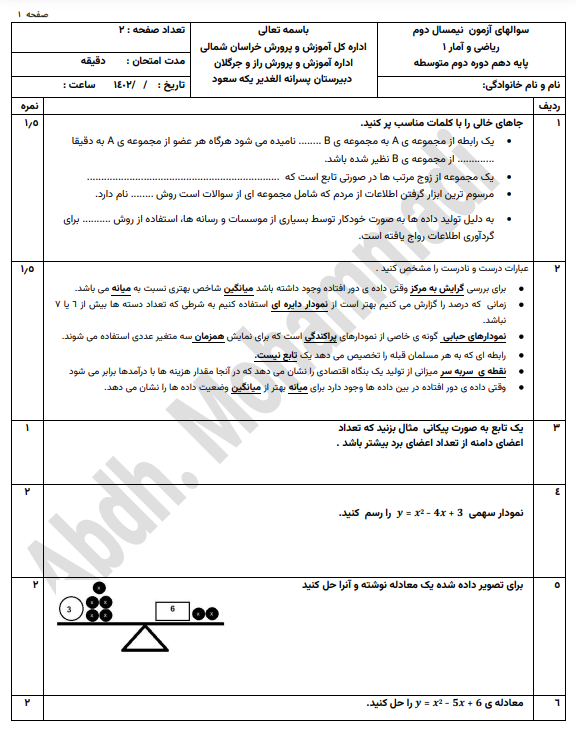 صفحه ۱
سوالهای آزمون نیمسال دوم
ریاضی و آمار ۱
پایه دهم دوره دوم متوسطه
نام و نام خانوادگی:
باسمه تعالی
اداره کل آموزش و پرورش خراسان شمالی
اداره آموزش و پرورش راز و جرگلان
دبیرستان پسرانه الغدیر یکه سعود
تعداد صفحه : ۲
مدت امتحان : دقیقه
تاریخ : / /۱٤۰۲ ساعت :
ردیف نمره
۱ جاهای خالی را با کلمات مناسب پر کنید. ۱٫۵
• یک رابطه از مجموعه ی A به مجموعه ی B ........ نامیده می شود هرگاه هر عضو از مجموعه ی A به دقیقا
............. از مجموعه ی B نظیر شده باشد.
• یک مجموعه از زوج مرتب ها در صورتی تابع است که ....................................................
• مرسوم ترین ابزار گرفتن اطلاعات از مردم که شامل مجموعه ای از سوالات است روش ........ نام دارد.
• به دلیل تولید داده ها به صورت خودکار توسط بسیاری از موسسات و رسانه ها، استفاده از روش .......... برای
گردآوری اطلاعات رواج یافته است.
۲ عبارات درست و نادرست را مشخص کنید . ۱٫۵
• برای بررسی گرایش به مرکز وقتی داده ی دور افتاده وجود داشته باشد میانگین شاخص بهتری نسبت به میانه می باشد.
• زمانی که درصد را گزارش می کنیم بهتر است از نمودار دایره ای استفاده کنیم به شرطی که تعداد دسته ها بیش از ٦ یا ۷
نباشد.
• نمودارهای حبابی گونه ی خاصی از نمودارهای پراکندگی است که برای نمایش همزمان سه متغیر عددی استفاده می شوند.
• رابطه ای که به هر مسلمان قبله را تخصیص می دهد یک تابع نیست.
• نقطه ی سربه سر میزانی از تولید یک بنگاه اقتصادی را نشان می دهد که در آنجا مقدار هزینه ها با درآمدها برابر می شود
• وقتی داده ی دور افتاده در بین داده ها وجود دارد برای میانه بهتر از میانگین وضعیت داده ها را نشان می دهد.
۳ یک تابع به صورت پیکانی مثال بزنید که تعداد ۱
اعضای دامنه از تعداد اعضای برد بیشتر باشد .
٤ ۲
نمودار سهمی y = x² - 4x + 3 را رسم کنید.
۵ برای تصویر داده شده یک معادله نوشته و آنرا حل کنید ۲
3 x x x x x 6 x x
٦ معادله ی y = x² - 5x + 6 را حل کنید. ۲
Abdh. Mohammadi